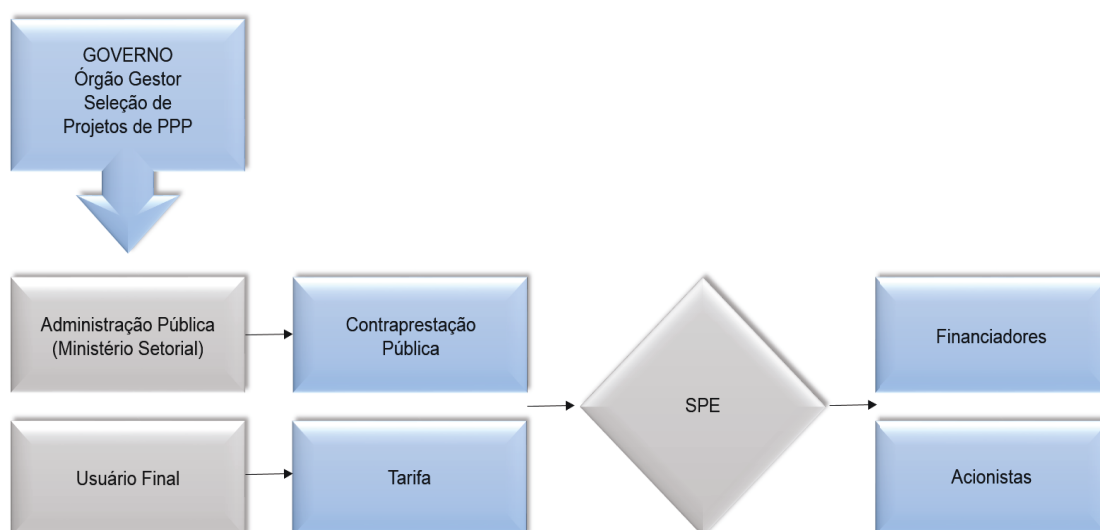 GOVERNO
Órgão Gestor
Seleção de
Projetos de PPP
Administração Pública
(Ministério Setorial)
Contraprestação
Pública
SPE
Financiadores
Usuário Final
Tarifa
Acionistas